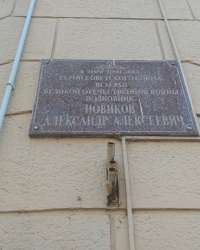 В ЭТОМ ДОМЕ ЖИЛ
ГЕРОЙ СОВЕТСКОГО СОЮЗА
ВЕТЕРАН
ВЕЛИКОЙ ОТЕЧЕСТВЕННОЙ ВОЙНЫ
ПОЛКОВНИК
НОВИКОВ
АЛЕКСАНДР АЛЕКСЕЕВИЧ